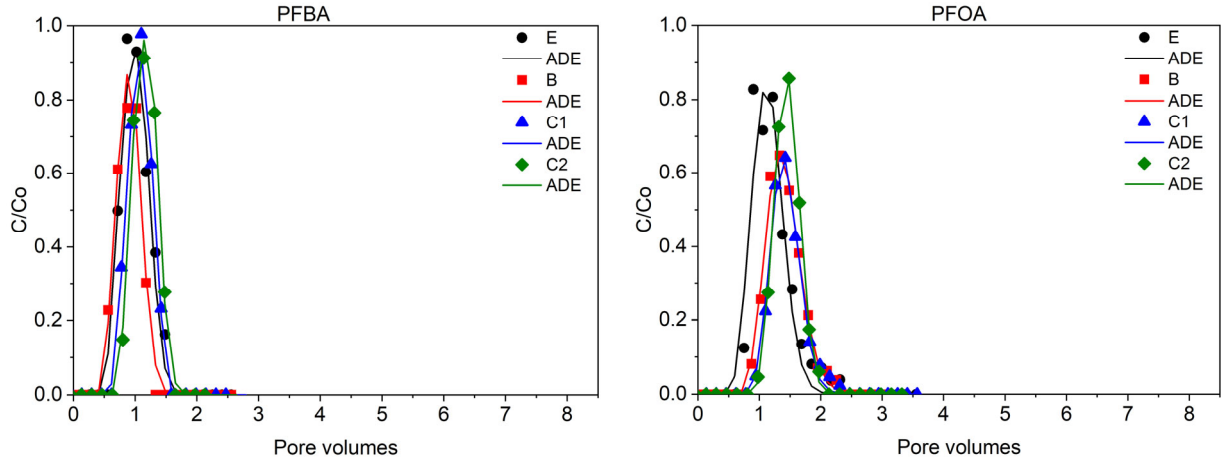 PFBA
C/Co
1.0
0.8
0.6
0.4
0.2
0.0
0 1 2 3 4 5 6 7 8
Pore volumes
E
ADE
B
ADE
C1
ADE
C2
ADE
PFOA
C/Co
1.0
0.8
0.6
0.4
0.2
0.0
0 1 2 3 4 5 6 7 8
Pore volumes
E
ADE
B
ADE
C1
ADE
C2
ADE